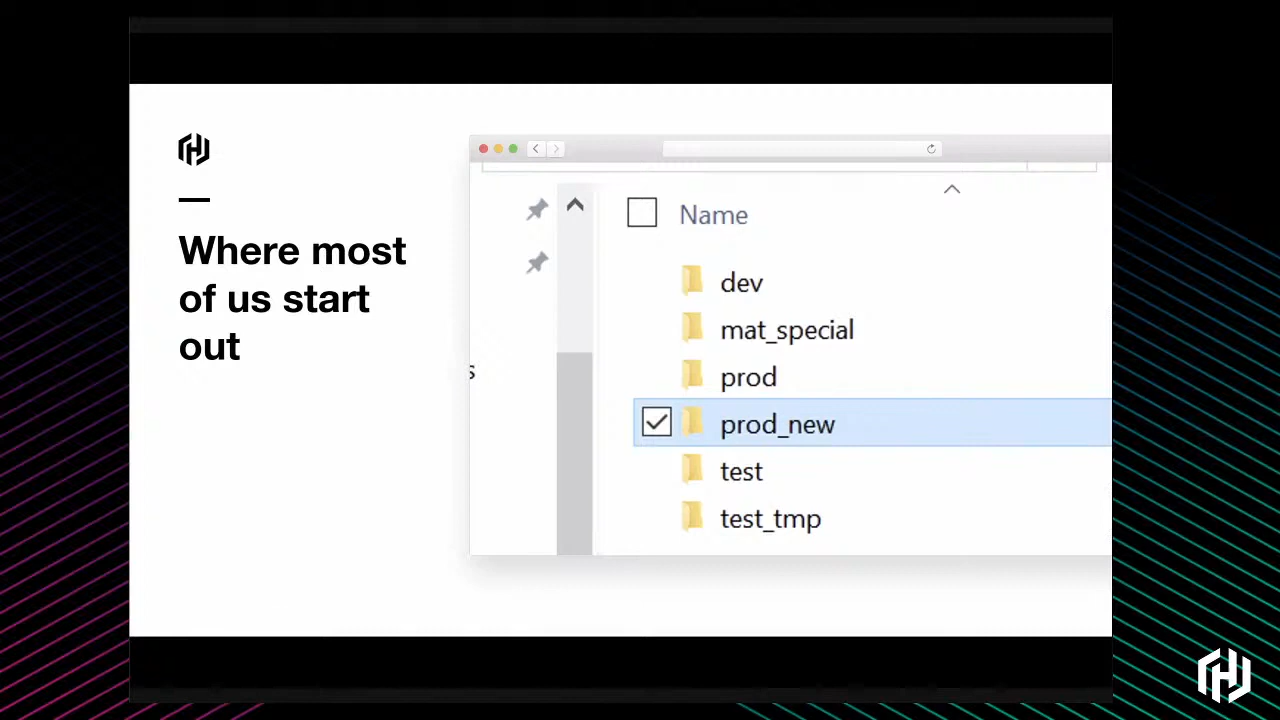 Where most
of us start
out
s
Name
dev
mat_special
prod
prod_new
test
test_tmp